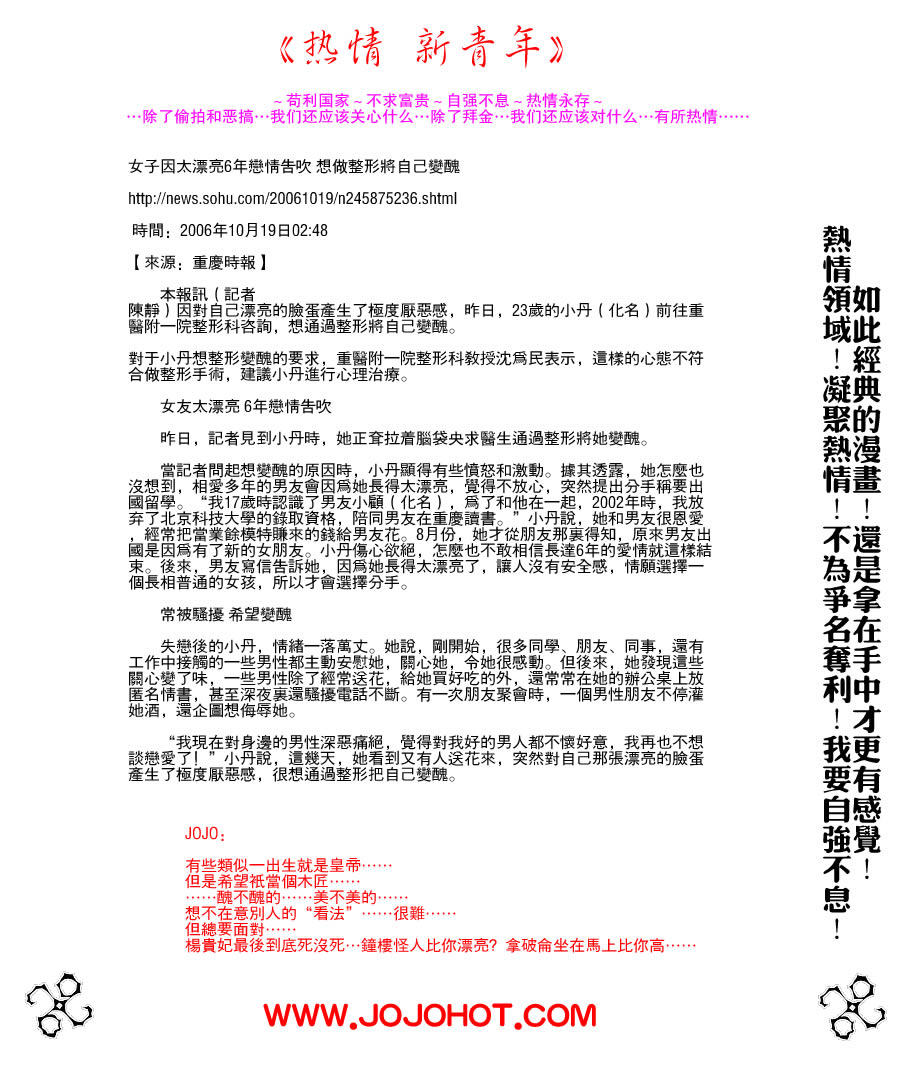 《热情 新青年》
~苟利国家~不求富贵~自强不息~热情永存~
…除了偷拍和恶搞…我们还应该关心什么…除了拜金…我们还应该对什么…有所热情……
女子因太漂亮6年戀情告吹 想做整形將自己變醜
http://news.sohu.com/20061019/n245875236.shtml
時間：2006年10月19日02:48
【來源：重慶時報】
本報訊（記者
陳靜）因對自己漂亮的臉蛋產生了極度厭惡感，昨日，23歲的小丹（化名）前往重
醫附一院整形科咨詢，想通過整形將自己變醜。
對于小丹想整形變醜的要求，重醫附一院整形科敎授沈爲民表示，這樣的心態不符
合做整形手術，建議小丹進行心理治療。
女友太漂亮 6年戀情告吹
昨日，記者見到小丹時，她正耷拉着腦袋央求醫生通過整形將她變醜。
當記者問起想變醜的原因時，小丹顯得有些憤怒和激動。據其透露，她怎麼也
沒想到，相愛多年的男友會因爲她長得太漂亮，覺得不放心，突然提出分手稱要出
國留學。“我17歲時認識了男友小顧（化名），爲了和他在一起，2002年時，我放
弃了北京科技大學的錄取資格，陪同男友在重慶讀書。”小丹說，她和男友很恩愛
，經常把當業餘模特賺來的錢給男友花。8月份，她才從朋友那裏得知，原來男友出
國是因爲有了新的女朋友。小丹傷心欲絕，怎麼也不敢相信長達6年的愛情就這樣結
束。後來，男友寫信告訴她，因爲她長得太漂亮了，讓人沒有安全感，情願選擇一
個長相普通的女孩，所以才會選擇分手。
常被騷擾 希望變醜
失戀後的小丹，情緒一落萬丈。她說，剛開始，很多同學、朋友、同事，還有
工作中接觸的一些男性都主動安慰她，關心她，令她很感動。但後來，她發現這些
關心變了味，一些男性除了經常送花，給她買好吃的外，還常常在她的辦公桌上放
匿名情書，甚至深夜裏還騷擾電話不斷。有一次朋友聚會時，一個男性朋友不停灌
她酒，還企圖想侮辱她。
“我現在對身邊的男性深惡痛絕，覺得對我好的男人都不懷好意，我再也不想
談戀愛了！”小丹說，這幾天，她看到又有人送花來，突然對自己那張漂亮的臉蛋
產生了極度厭惡感，很想通過整形把自己變醜。
JOJO：
有些類似一出生就是皇帝……
但是希望祇當個木匠……
……醜不醜的……美不美的……
想不在意別人的“看法”……很難……
但總要面對……
楊貴妃最後到底死沒死…鐘樓怪人比你漂亮？拿破侖坐在馬上比你高……
如此經典的漫畫！還是拿在手中才更有感覺！
熱情領域！凝聚熱情！不為爭名奪利！我要自強不息！
WWW.JOJOHOT.COM